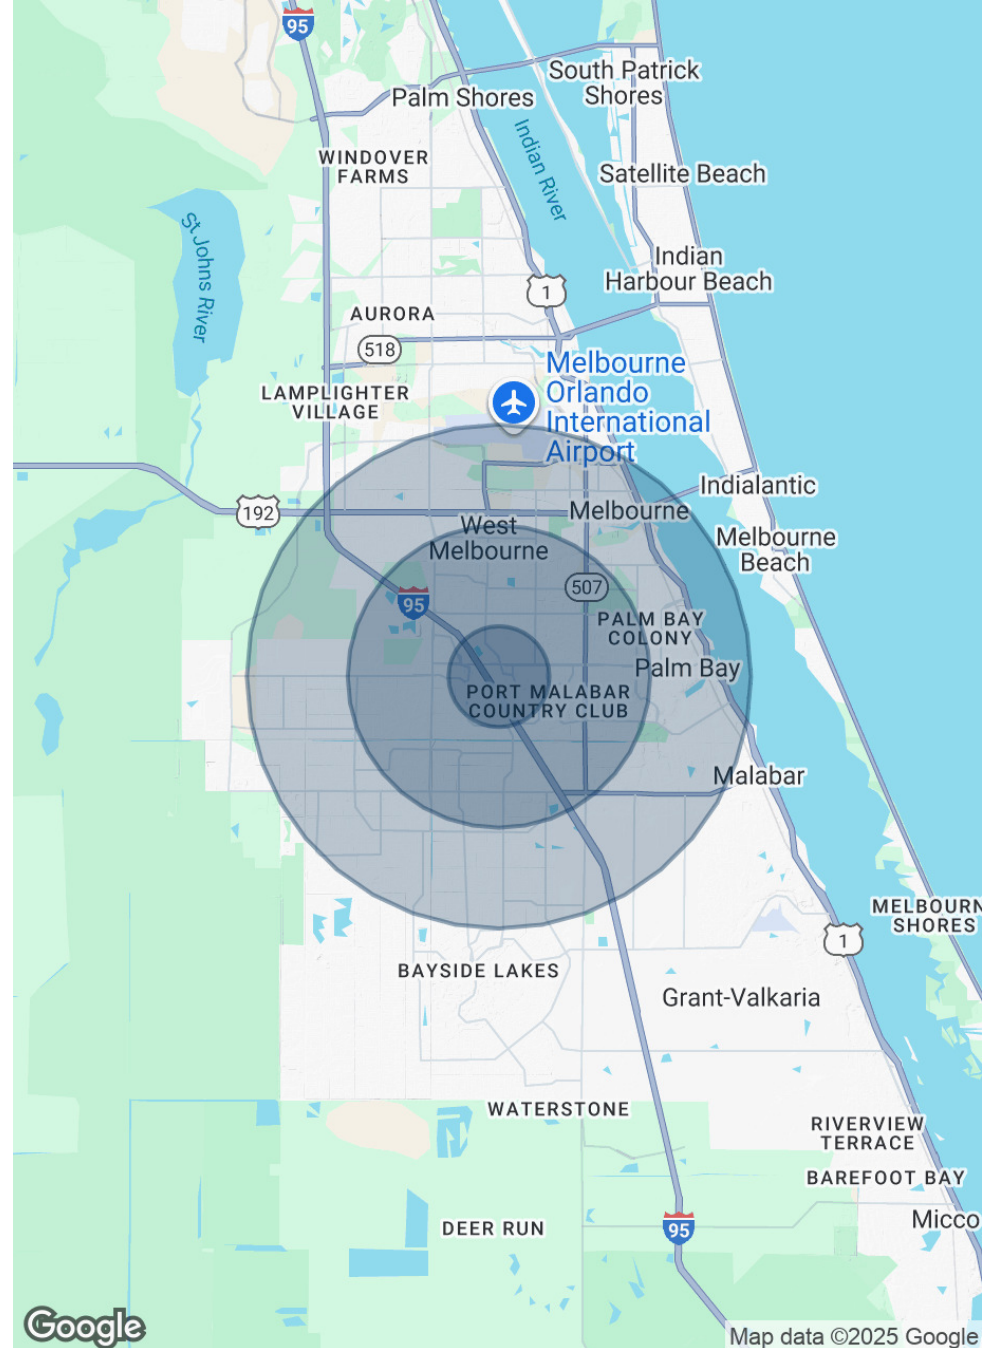 95
South Patrick
Shores
Palm Shores
Indian River
WINDOVER
FARMS
Satellite Beach
St Johns River
Indian
Harbour Beach
1
AURORA
518
Melbourne
Orlando
International
Airport
LAMPLIGHTER
VILLAGE
Indialantic
192
Melbourne
West
Melbourne
Melbourne
Beach
507
95
PALM BAY
COLONY
Palm Bay
PORT MALABAR
COUNTRY CLUB
Malabar
MELBOURN
SHORES
1
BAYSIDE LAKES
Grant-Valkaria
WATERSTONE
RIVERVIEW
TERRACE
BAREFOOT BAY
Micco
DEER RUN
95
Google
Map data ©2025 Google